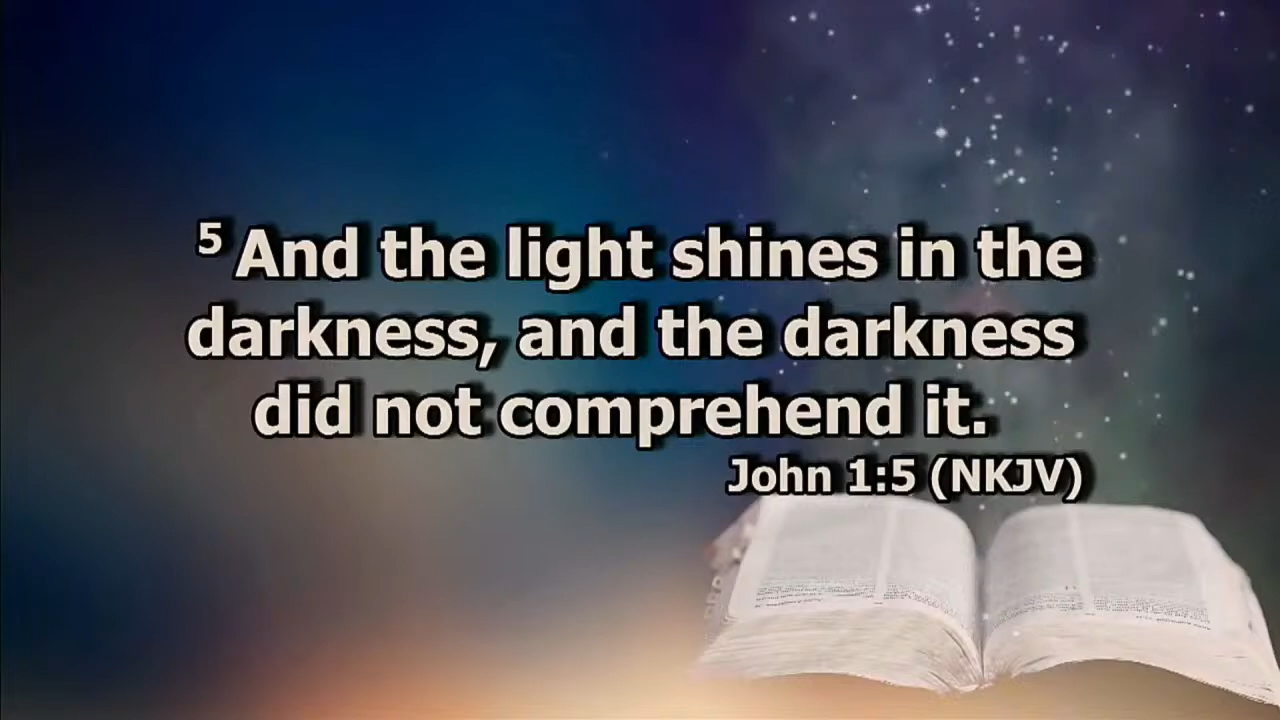 5 And the light shines in the
darkness, and the darkness
did not comprehend it.
John 1:5 (NKJV)